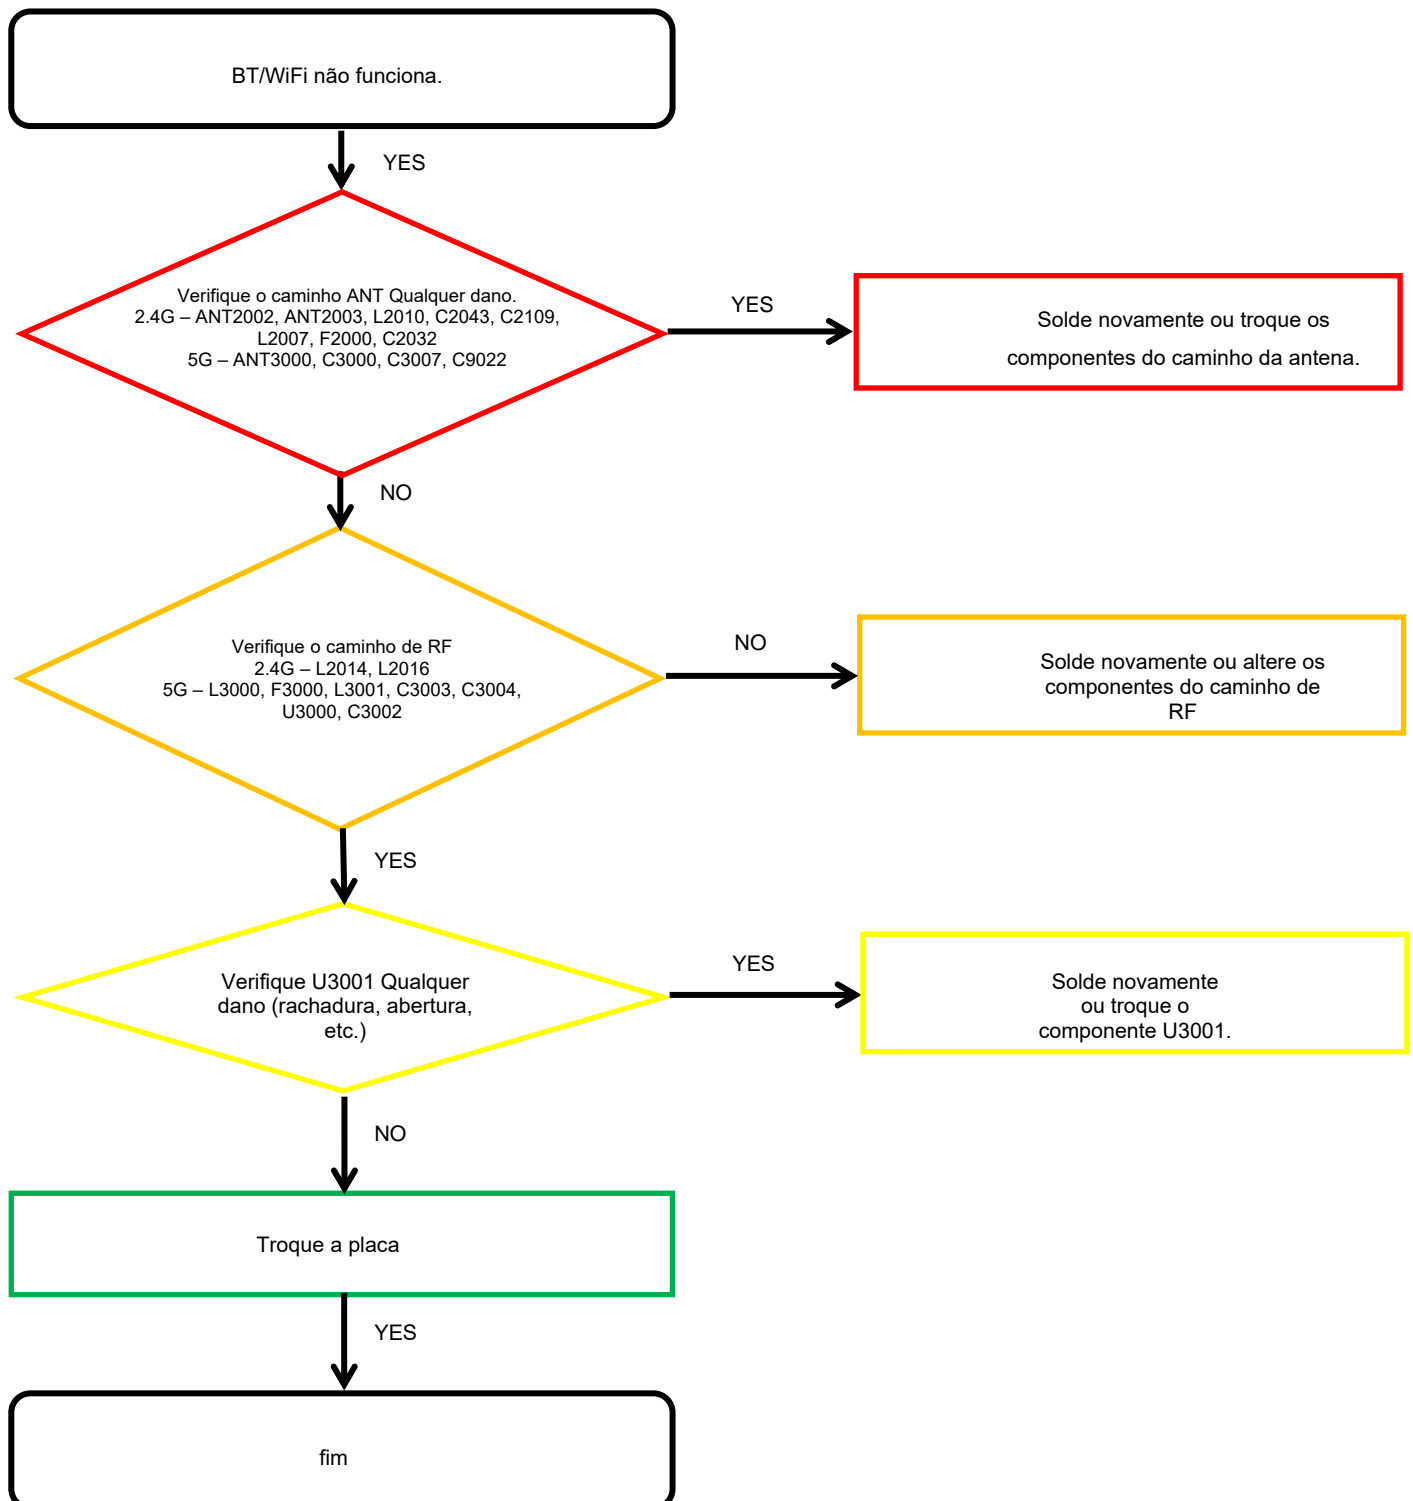 BT/WiFi não funciona.
YES
Verifique o caminho ANT Qualquer dano.
2.4G – ANT2002, ANT2003, L2010, C2043, C2109,
L2007, F2000, C2032
5G – ANT3000, C3000, C3007, C9022
YES
Solde novamente ou troque os
componentes do caminho da antena.
NO
Verifique o caminho de RF
2.4G – L2014, L2016
5G – L3000, F3000, L3001, C3003, C3004,
U3000, C3002
NO
Solde novamente ou altere os
componentes do caminho de
RF
YES
Verifique U3001 Qualquer
dano (rachadura, abertura,
etc.)
YES
Solde novamente
ou troque o
componente U3001.
NO
Troque a placa
YES
fim